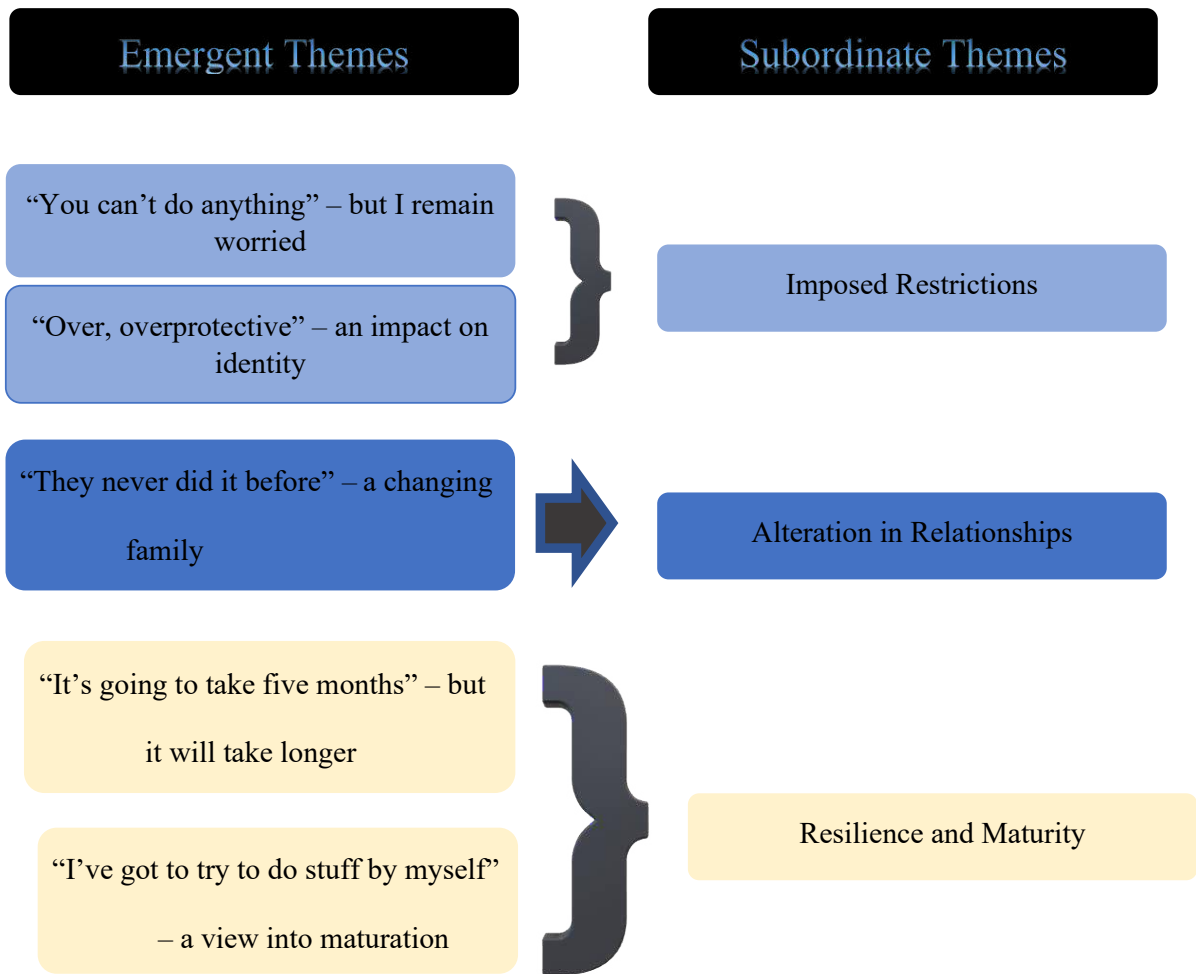 Emergent Themes
Subordinate Themes
“You can’t do anything” – but I remain
worried
“Over, overprotective” – an impact on
identity
Imposed Restrictions
“They never did it before” – a changing
family
Alteration in Relationships
“It’s going to take five months” – but
it will take longer
“I’ve got to try to do stuff by myself”
– a view into maturation
Resilience and Maturity